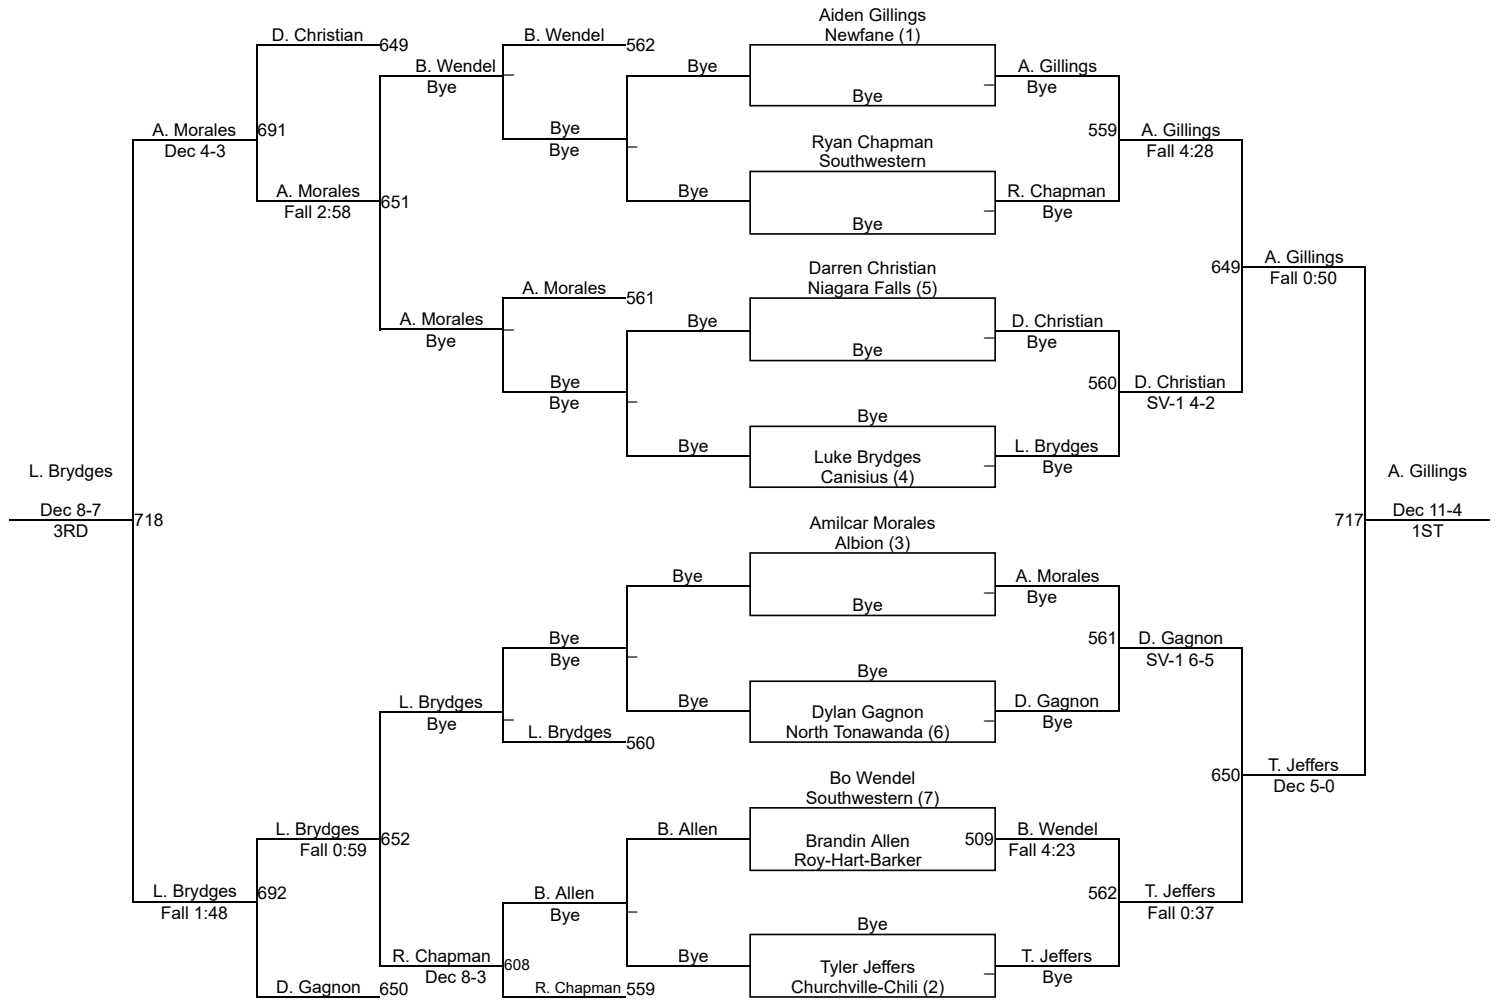 Aiden Gillings
D. Christian 649
B. Wendel 562
Newfane (1)
B. Wendel
Bye
A. Gillings
Bye
Bye
Bye
A. Morales 691
Bye
559 A. Gillings
Dec 4-3
Bye
Ryan Chapman
Fall 4:28
Southwestern
A. Morales 651
Bye
R. Chapman
Fall 2:58
Bye
Bye
Darren Christian
649 A. Gillings
A. Morales 561
Niagara Falls (5)
Fall 0:50
A. Morales
Bye
D. Christian
Bye
Bye
Bye
Bye
560 D. Christian
Bye
SV-1 4-2
Bye
Bye
L. Brydges
Luke Brydges
Bye
L. Brydges
Canisius (4)
A. Gillings
Dec 8-7
718
3RD
717
Dec 11-4
1ST
Amilcar Morales
Albion (3)
Bye
A. Morales
Bye
Bye
Bye
561 D. Gagnon
Bye
SV-1 6-5
Bye
L. Brydges
Bye
D. Gagnon
Bye
Dylan Gagnon
Bye
L. Brydges 560
North Tonawanda (6)
Bo Wendel
650 T. Jeffers
Southwestern (7)
Dec 5-0
L. Brydges 652
B. Allen
Brandin Allen
509 B. Wendel
Fall 0:59
Roy-Hart-Barker
Fall 4:23
L. Brydges 692
B. Allen
562 T. Jeffers
Fall 1:48
Bye
Fall 0:37
Bye
R. Chapman 608
Bye
T. Jeffers
Dec 8-3
Tyler Jeffers
Bye
D. Gagnon 650
R. Chapman 559
Churchville-Chili (2)